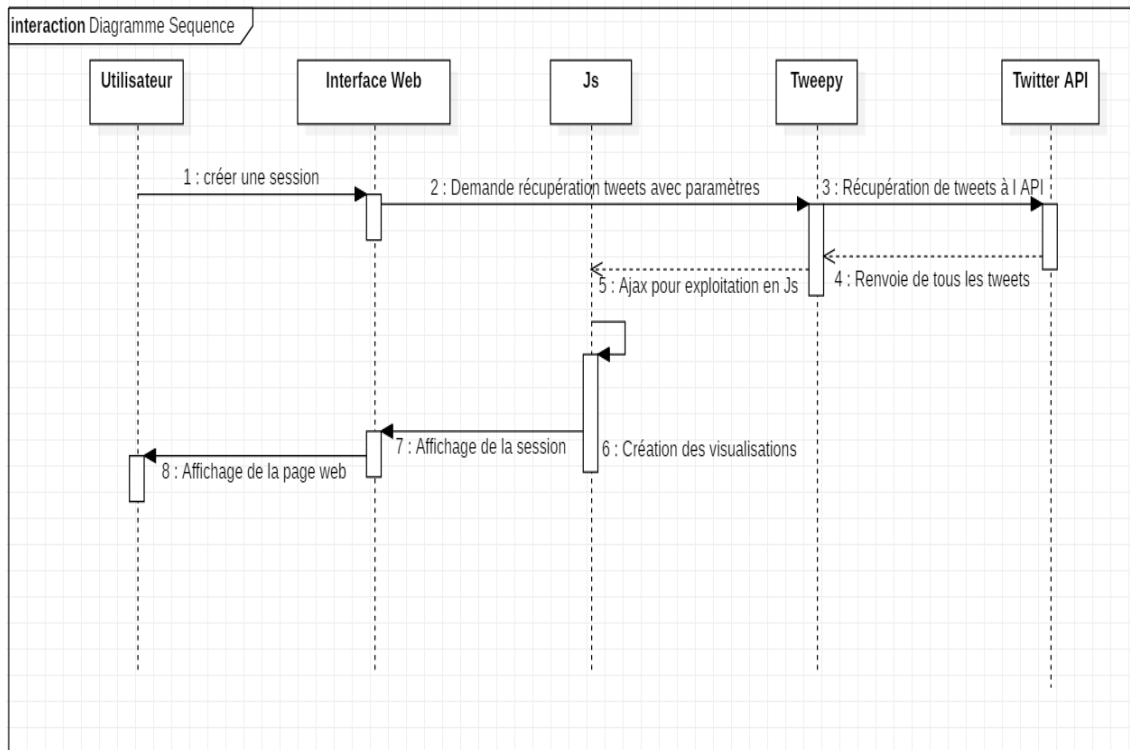 interaction Diagramme Sequence
Utilisateur
Interface Web
Js
Tweepy
Twitter API
1 : créer une session
2 : Demande récupération tweets avec paramètres
3 : Récupération de tweets à l API
4 : Renvoie de tous les tweets
5 : Ajax pour exploitation en Js
6 : Création des visualisations
7 : Affichage de la session
8 : Affichage de la page web